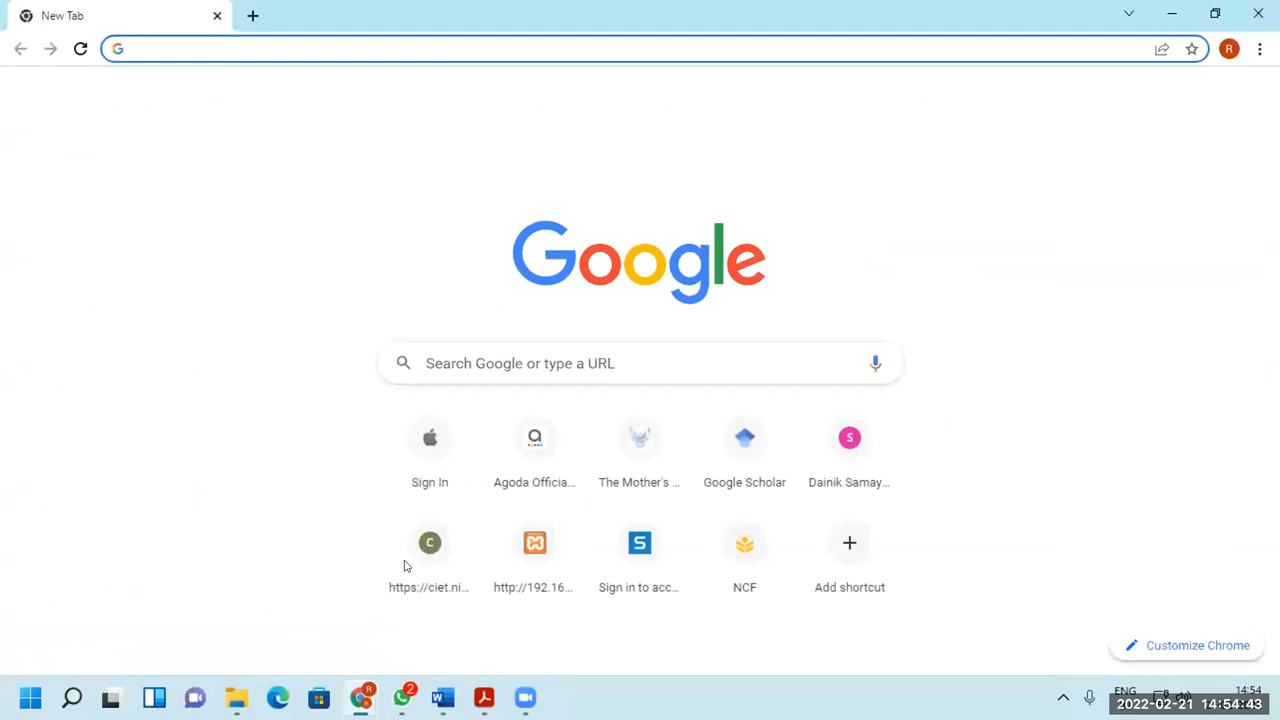 New Tab
R
Google
Search Google or type a URL
S
Sign In
Agoda Officia...
The Mother's ...
Google Scholar
Dainik Samay...
C
S
https://ciet.ni...
http://192.16...
Sign in to acc...
NCF
Add shortcut
Customize Chrome
R
2
ENG
14:54
2022-02-21 14:54:43